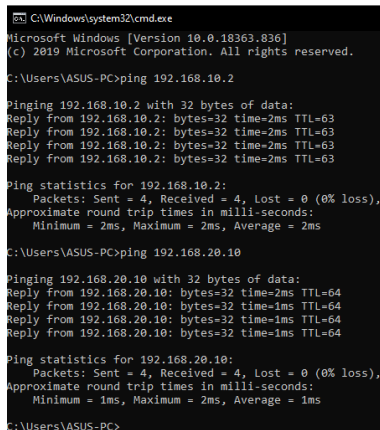 C:\Windows\system32\cmd.exe
Microsoft Windows [Version 10.0.18363.836]
(c) 2019 Microsoft Corporation. All rights reserved.
C:\Users\ASUS-PC>ping 192.168.10.2
Pinging 192.168.10.2 with 32 bytes of data:
Reply from 192.168.10.2: bytes=32 time=2ms TTL=63
Reply from 192.168.10.2: bytes=32 time=2ms TTL=63
Reply from 192.168.10.2: bytes=32 time=2ms TTL=63
Reply from 192.168.10.2: bytes=32 time=2ms TTL=63
Ping statistics for 192.168.10.2:
Packets: Sent = 4, Received = 4, Lost = 0 (0% loss),
Approximate round trip times in milli-seconds:
Minimum = 2ms, Maximum = 2ms, Average = 2ms
C:\Users\ASUS-PC>ping 192.168.20.10
Pinging 192.168.20.10 with 32 bytes of data:
Reply from 192.168.20.10: bytes=32 time=2ms TTL=64
Reply from 192.168.20.10: bytes=32 time=1ms TTL=64
Reply from 192.168.20.10: bytes=32 time=1ms TTL=64
Reply from 192.168.20.10: bytes=32 time=1ms TTL=64
Ping statistics for 192.168.20.10:
Packets: Sent = 4, Received = 4, Lost = 0 (0% loss),
Approximate round trip times in milli-seconds:
Minimum = 1ms, Maximum = 2ms, Average = 1ms
C:\Users\ASUS-PC>